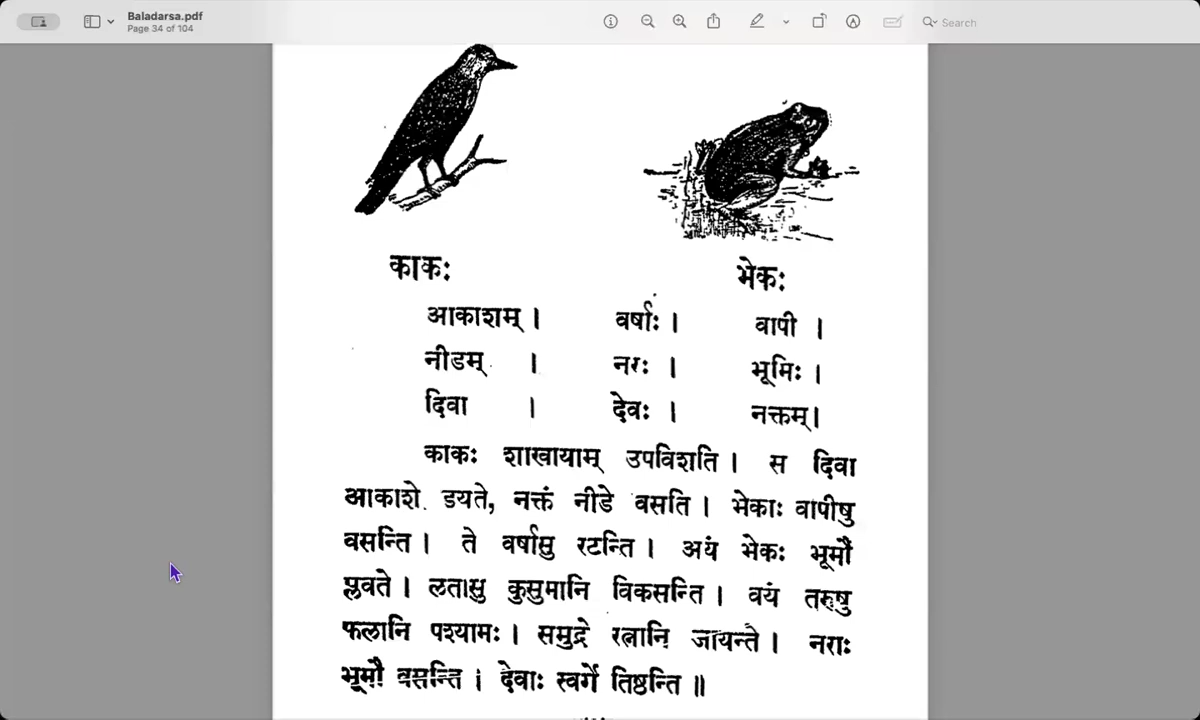 Baladarsa.pdf
Page 34 of 104
Search
काकः भेकः
आकाशम् । वर्षाः । वापी ।
नीडम् । नरः । भूमिः ।
दिवा । देवः । नक्तम् ।
काकः शाखायाम् उपविशति । स दिवा
आकाशे डयते, नक्तं नीडे वसति । भेकाः वापीषु
वसन्ति । ते वर्षासु रटन्ति । अयं भेकः भूमौ
प्लवते । लतासु कुसुमानि विकसन्ति । वयं तरुषु
फलानि पश्यामः । समुद्रे रत्नानि जायन्ते । नराः
भूमौ वसन्ति । देवाः स्वर्गे तिष्ठन्ति ॥